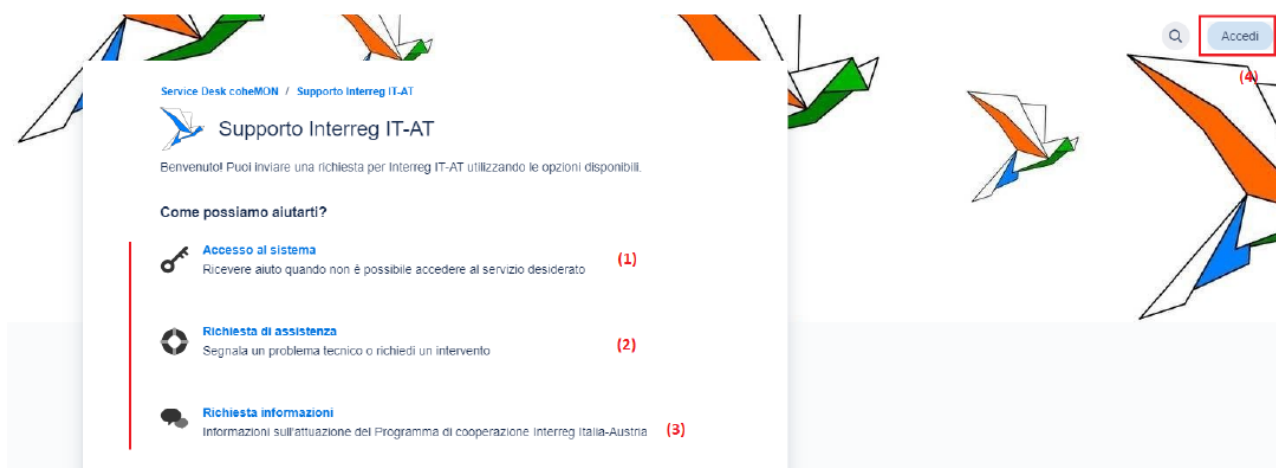 Accedi
(4)
Service Desk coheMON / Supporto Interreg IT-AT
Supporto Interreg IT-AT
Benvenuto! Puoi inviare una richiesta per Interreg IT-AT utilizzando le opzioni disponibili.
Come possiamo aiutarti?
Accesso al sistema
Ricevere aiuto quando non è possibile accedere al servizio desiderato
(1)
Richiesta di assistenza
Segnala un problema tecnico o richiedi un intervento
(2)
Richiesta informazioni
Informazioni sull'attuazione del Programma di cooperazione Interreg Italia-Austria
(3)